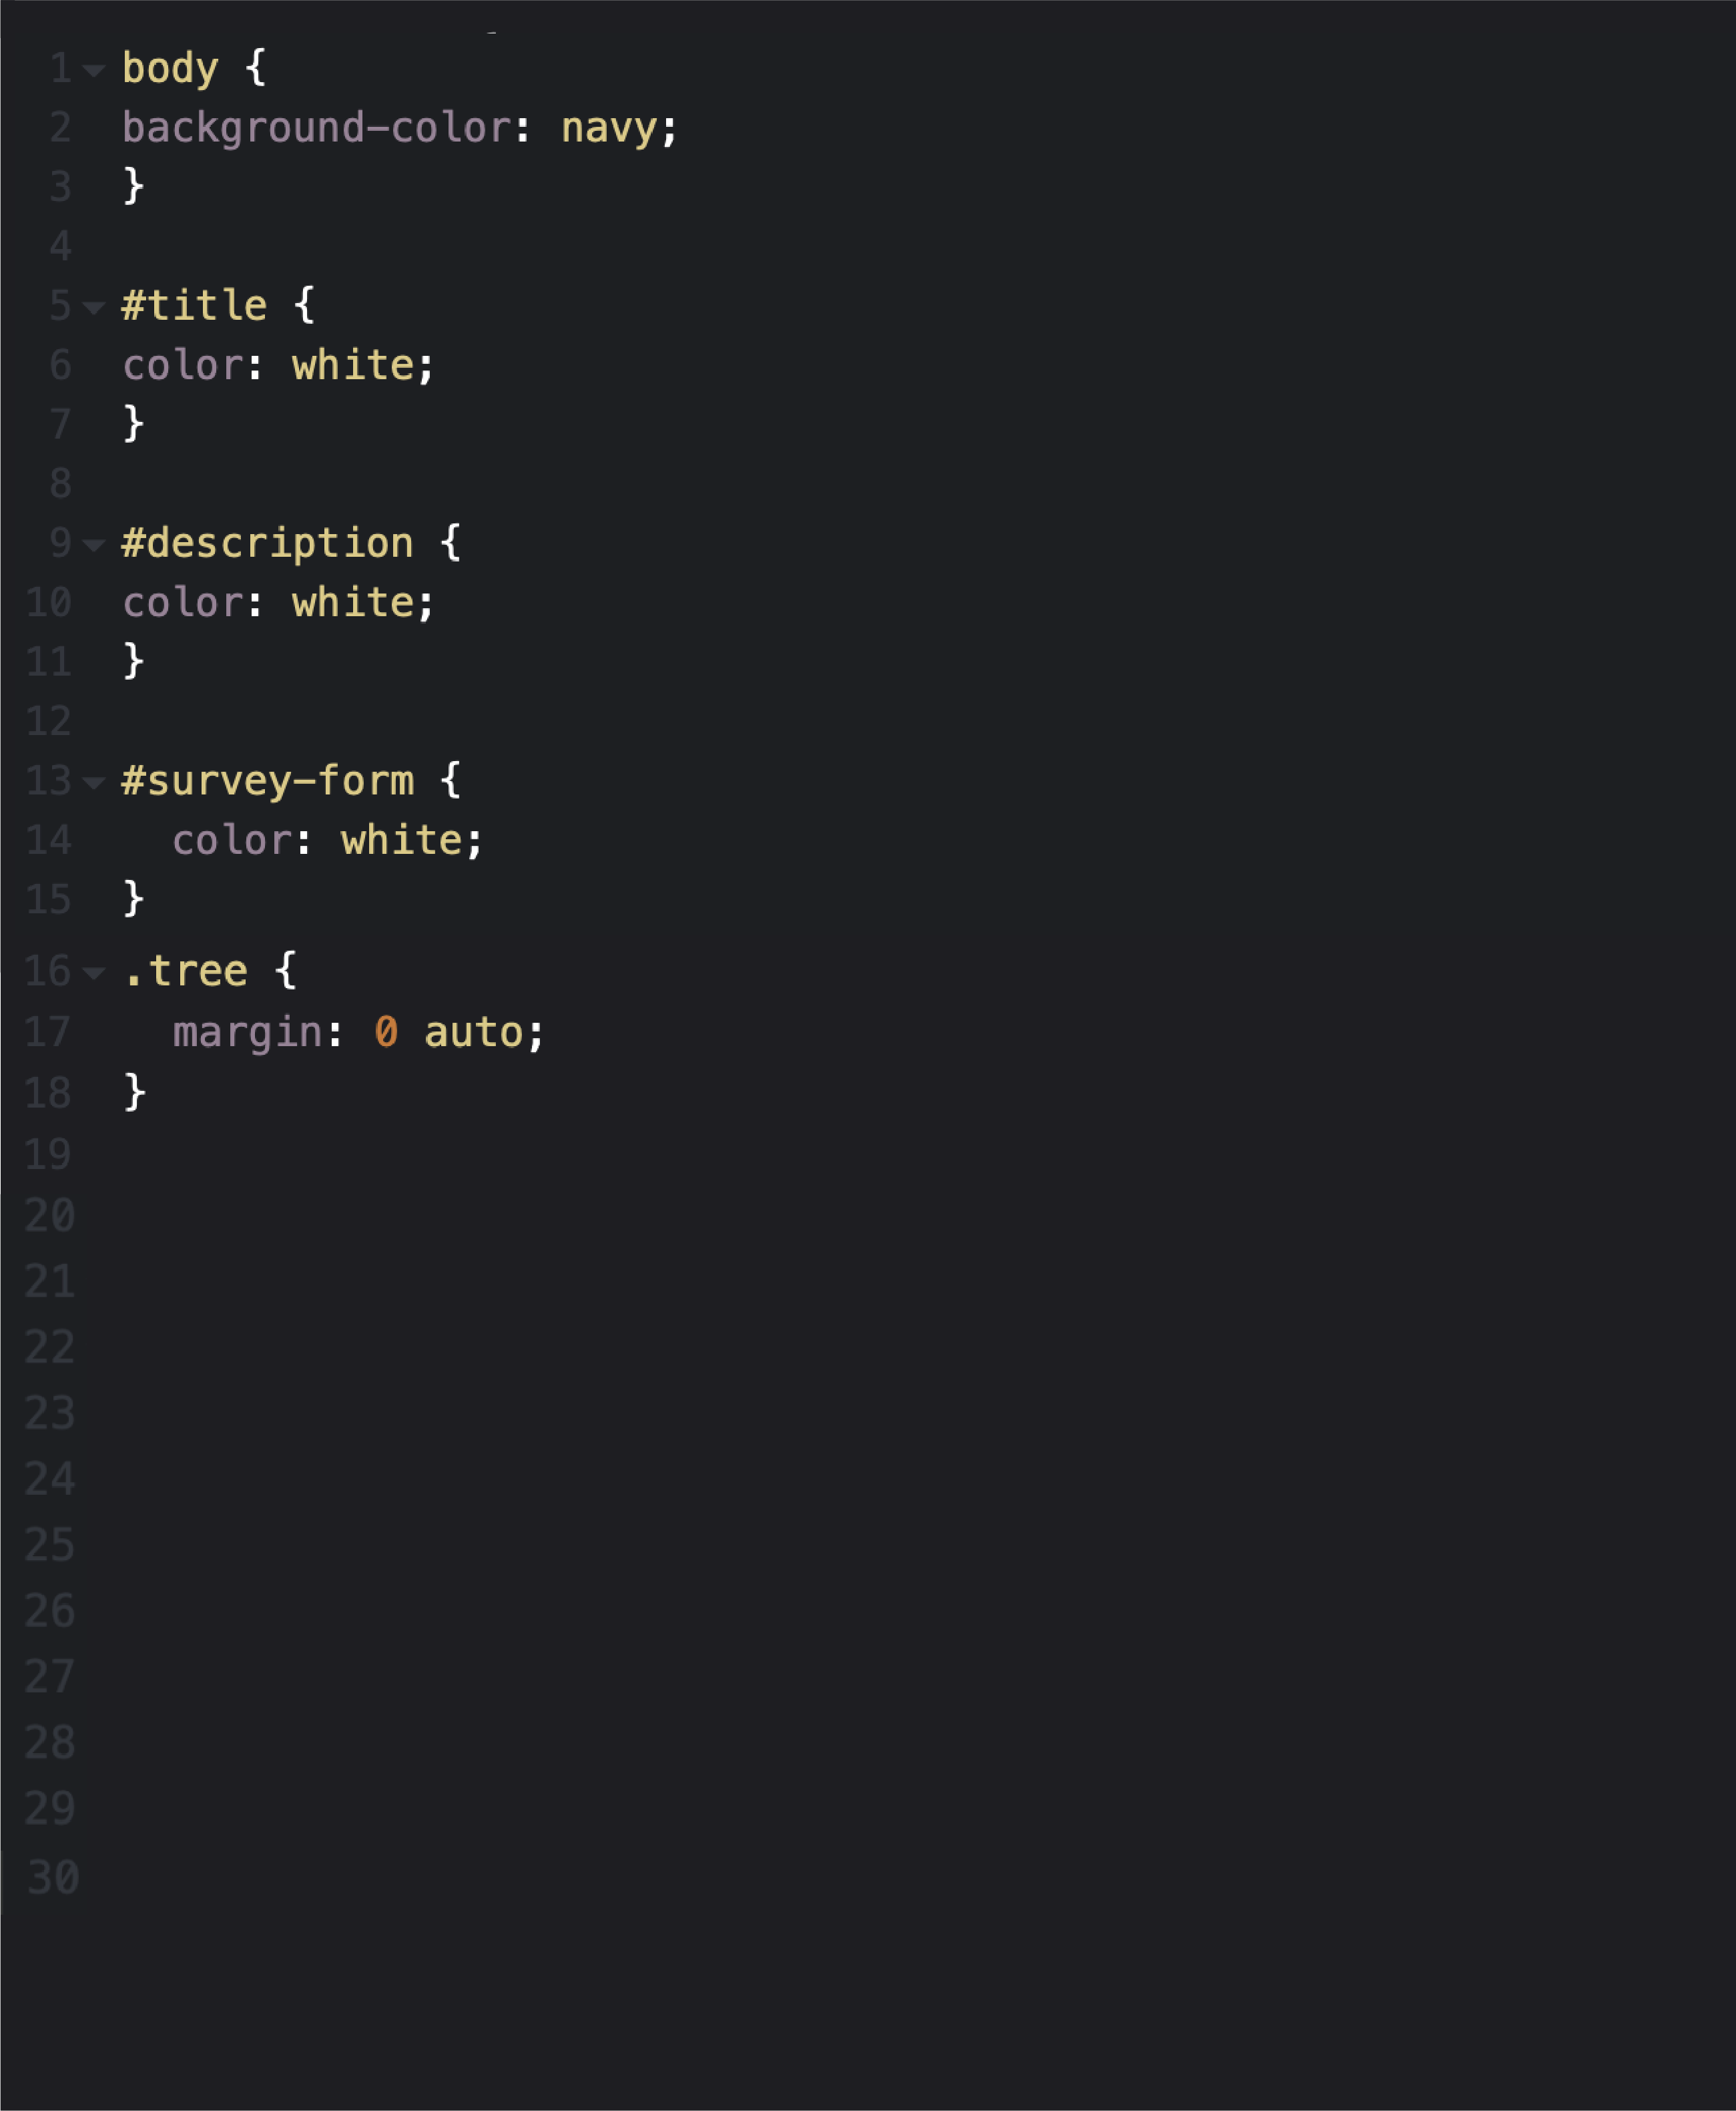 1 body {
2 background-color: navy;
3 }
4
5 #title {
6 color: white;
7 }
8
9 #description {
10 color: white;
11 }
12
13 #survey-form {
14   color: white;
15 }
16 .tree {
17   margin: 0 auto;
18 }
19
20
21
22
23
24
25
26
27
28
29
30